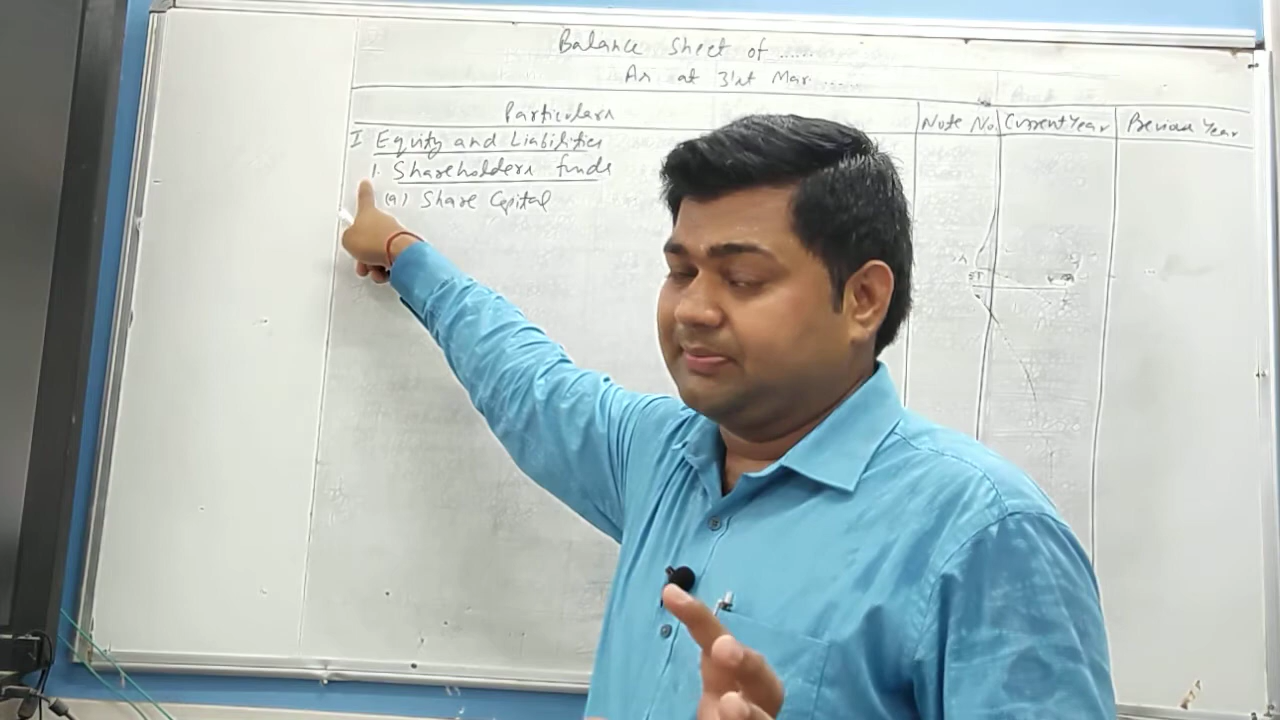 Balance Sheet of ......
As at 31st Mar ......
Particulars Note No. Current Year Previous Year
I Equity and Liabilities
1. Shareholders funds
(a) Share Capital